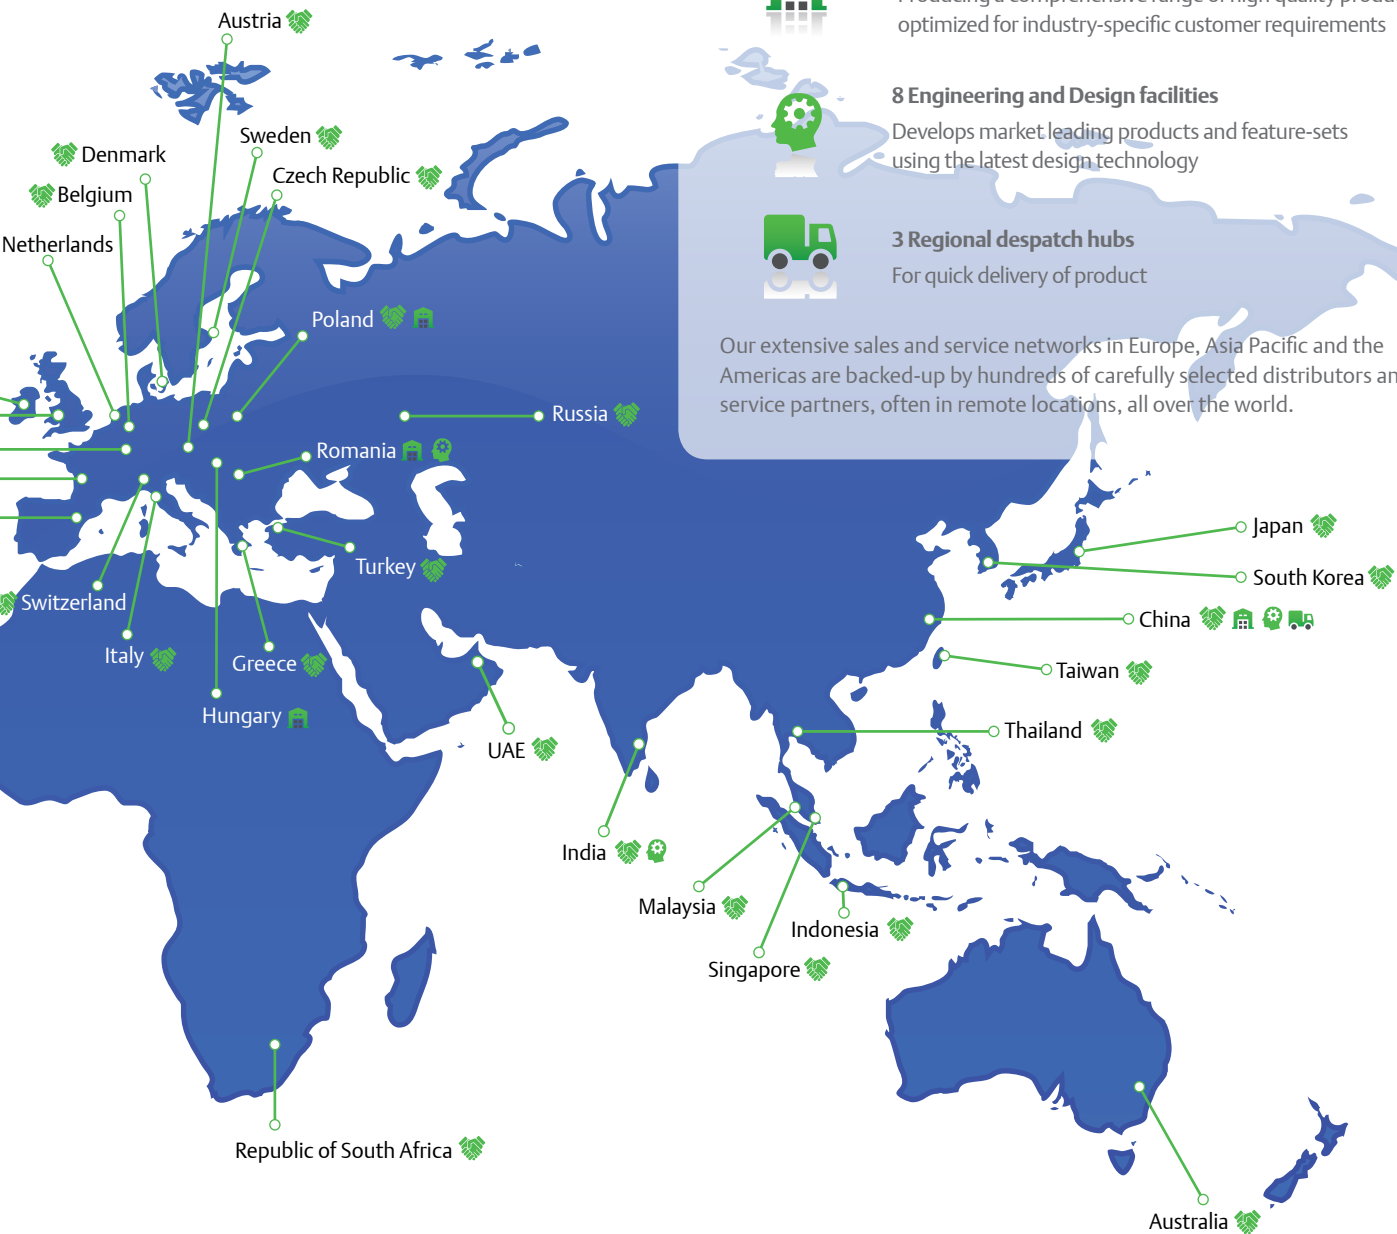 Austria
optimized for industry-specific customer requirements
8 Engineering and Design facilities
Develops market leading products and feature-sets
using the latest design technology
3 Regional despatch hubs
For quick delivery of product
Our extensive sales and service networks in Europe, Asia Pacific and the
Americas are backed-up by hundreds of carefully selected distributors
service partners, often in remote locations, all over the world.
Sweden
Denmark
Czech Republic
Belgium
Netherlands
Poland
Russia
Romania
Turkey
Switzerland
Italy
Greece
Hungary
UAE
India
Malaysia
Singapore
Indonesia
Thailand
Taiwan
China
South Korea
Japan
Republic of South Africa
Australia